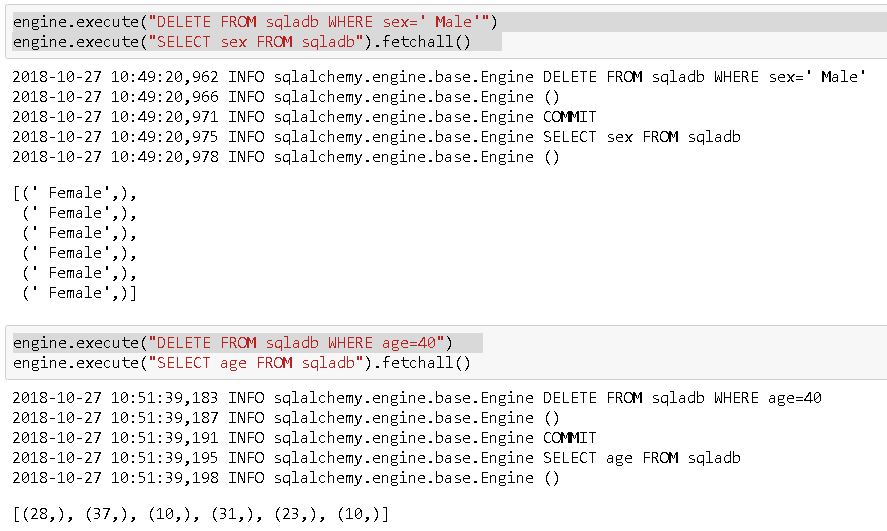 engine.execute("DELETE FROM sqladb WHERE sex=' Male'")
engine.execute("SELECT sex FROM sqladb").fetchall()
2018-10-27 10:49:20,962 INFO sqlalchemy.engine.base.Engine DELETE FROM sqladb WHERE sex=' Male'
2018-10-27 10:49:20,966 INFO sqlalchemy.engine.base.Engine ()
2018-10-27 10:49:20,971 INFO sqlalchemy.engine.base.Engine COMMIT
2018-10-27 10:49:20,975 INFO sqlalchemy.engine.base.Engine SELECT sex FROM sqladb
2018-10-27 10:49:20,978 INFO sqlalchemy.engine.base.Engine ()
[(' Female',),
 (' Female',),
 (' Female',),
 (' Female',),
 (' Female',),
 (' Female',)]
engine.execute("DELETE FROM sqladb WHERE age=40")
engine.execute("SELECT age FROM sqladb").fetchall()
2018-10-27 10:51:39,183 INFO sqlalchemy.engine.base.Engine DELETE FROM sqladb WHERE age=40
2018-10-27 10:51:39,187 INFO sqlalchemy.engine.base.Engine ()
2018-10-27 10:51:39,191 INFO sqlalchemy.engine.base.Engine COMMIT
2018-10-27 10:51:39,195 INFO sqlalchemy.engine.base.Engine SELECT age FROM sqladb
2018-10-27 10:51:39,198 INFO sqlalchemy.engine.base.Engine ()
[(28,), (37,), (10,), (31,), (23,), (10,)]